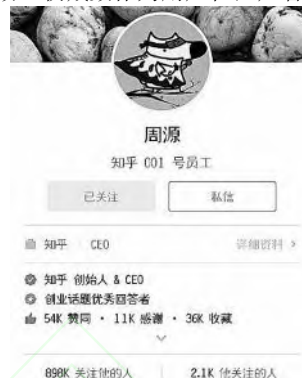 周源
知乎 001 号员工
已关注 私信
知乎 CEO 详细资料 >
知乎 创始人 & CEO
创业话题优秀回答者
54K 赞同 · 11K 感谢 · 36K 收藏
898K 关注他的人 2.1K 他关注的人